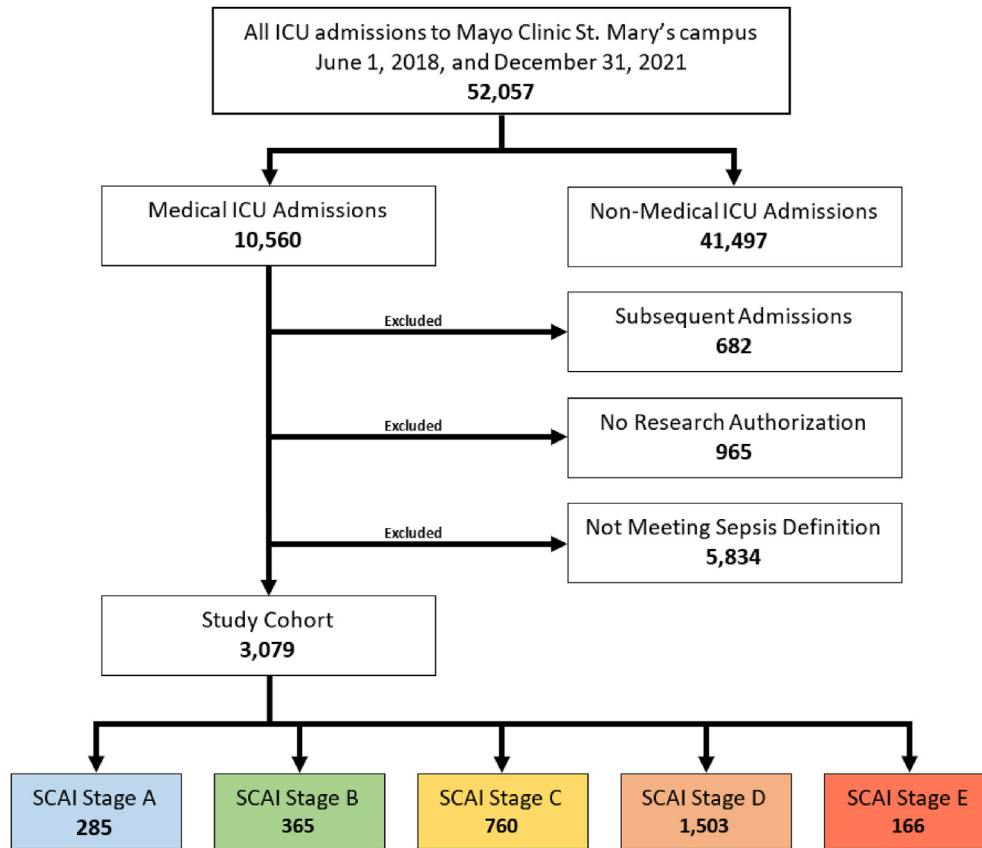 All ICU admissions to Mayo Clinic St. Mary's campus
June 1, 2018, and December 31, 2021
52,057
Medical ICU Admissions
10,560
Non-Medical ICU Admissions
41,497
Excluded
Subsequent Admissions
682
Excluded
No Research Authorization
965
Excluded
Not Meeting Sepsis Definition
5,834
Study Cohort
3,079
SCAI Stage A
285
SCAI Stage B
365
SCAI Stage C
760
SCAI Stage D
1,503
SCAI Stage E
166